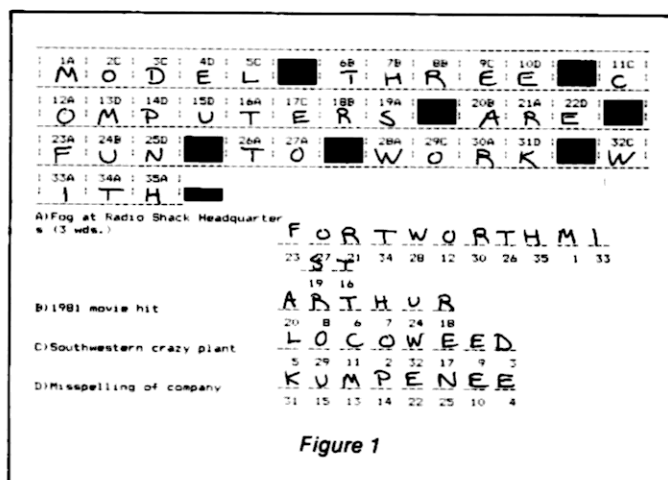 1A 2C 3C 4D 5C 6B 7B 8B 9C 10D 11C
M O D E L T H R E E C
12A 13D 14D 15D 16A 17C 18B 19A 20B 21A 22D
O M P U T E R S A R E
23A 24B 25D 26A 27A 28A 29C 30A 31D 32C
F U N T O W O R K W
33A 34A 35A
I T H
A)Fog at Radio Shack Headquarter
s (3 wds.)
F O R T W O R T H M I
23 27 21 34 28 12 30 26 35 1 33
S T
19 16
B)1981 movie hit
A R T H U R
20 8 6 7 24 18
C)Southwestern crazy plant
L O C O W E E D
5 29 11 2 32 17 9 3
D)Misspelling of company
K U M P E N E E
31 15 13 14 22 25 10 4
Figure 1